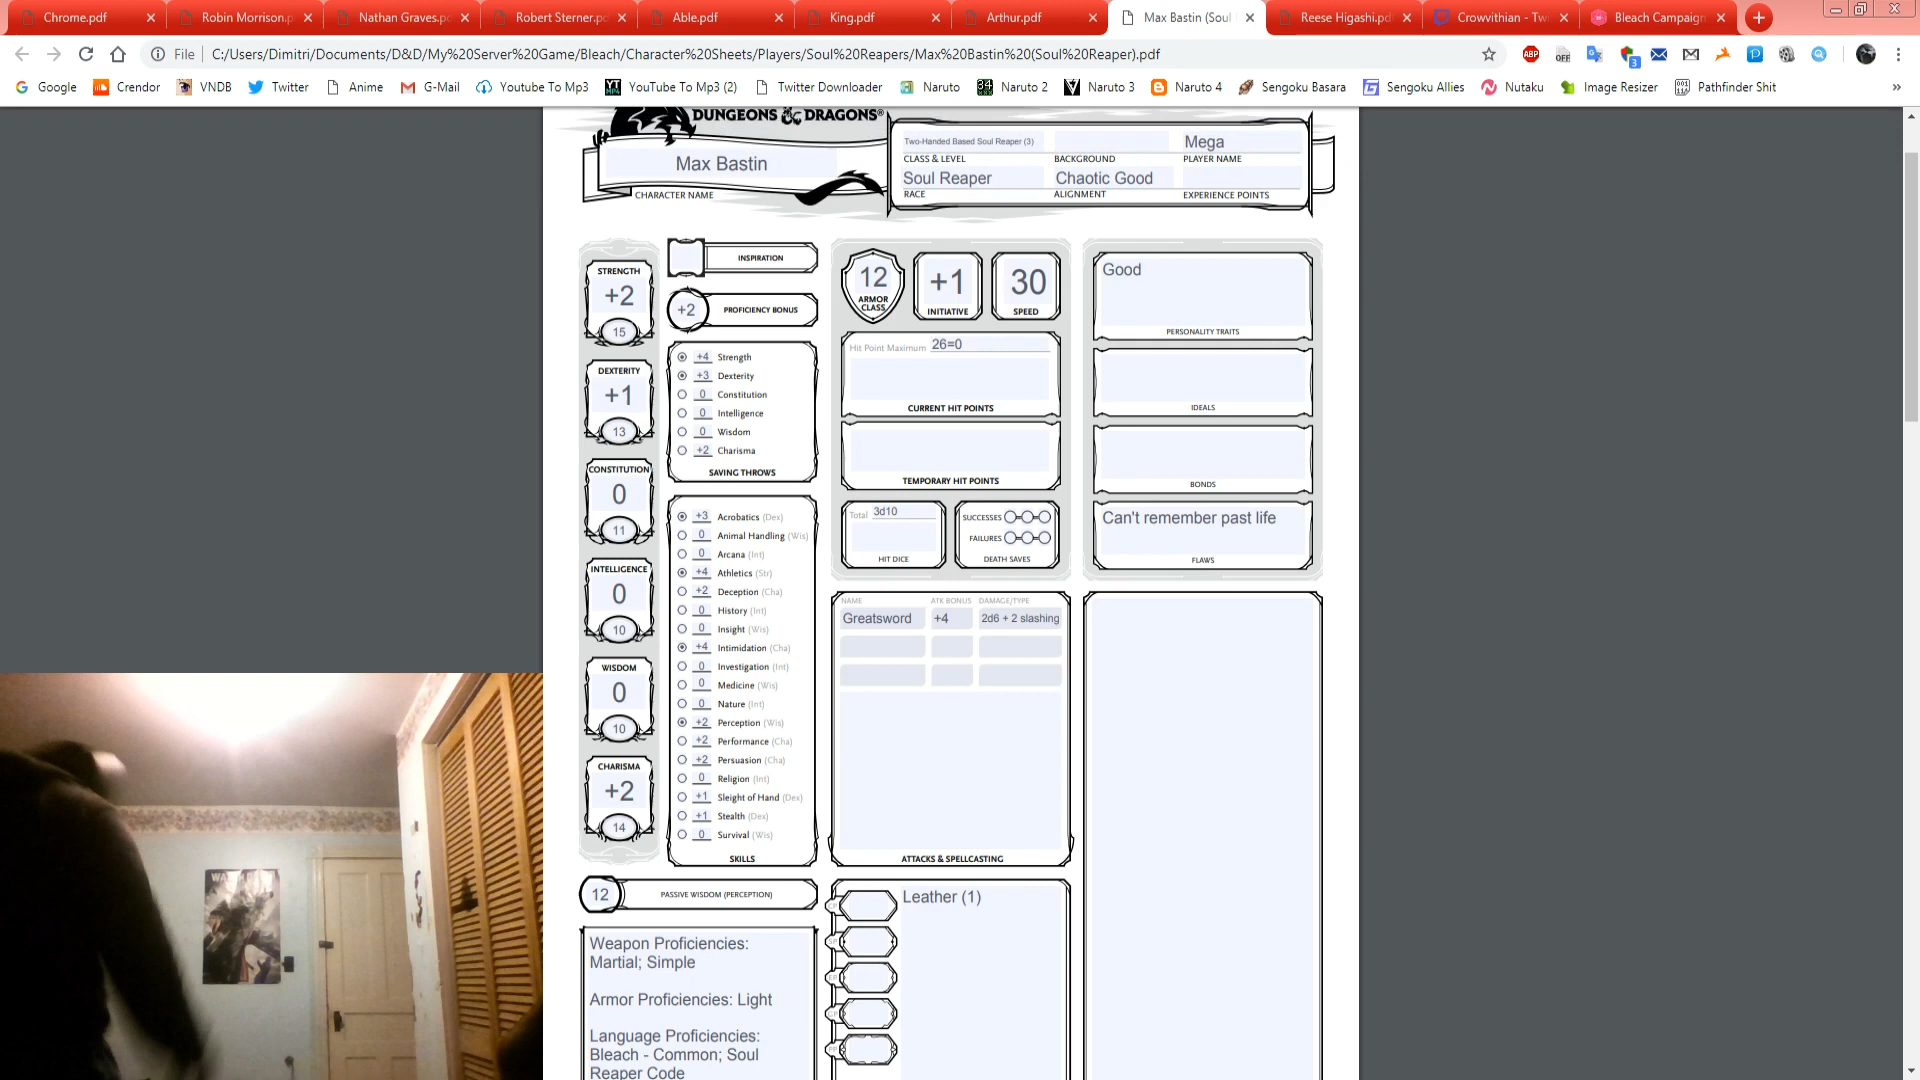 Chrome.pdf
Robin Morrison.p
Nathan Graves.pd
Robert Sterner.pd
Able.pdf
King.pdf
Arthur.pdf
Max Bastin (Soul
Reese Higashi.pdf
Crowvithian - Tw
Bleach Campaign
File C:/Users/Dimitri/Documents/D&D/My%20Server%20Game/Bleach/Character%20Sheets/Players/Soul%20Reapers/Max%20Bastin%20(Soul%20Reaper).pdf
ABP
OFF
3
Google
Crendor
VNDB
Twitter
Anime
G-Mail
Youtube To Mp3
YouTube To Mp3 (2)
Twitter Downloader
Naruto
Naruto 2
Naruto 3
Naruto 4
Sengoku Basara
Sengoku Allies
Nutaku
Image Resizer
Pathfinder Shit
»
DUNGEONS & DRAGONS®
Max Bastin
CHARACTER NAME
Two-Handed Based Soul Reaper (3)
Mega
CLASS & LEVEL
BACKGROUND
PLAYER NAME
Soul Reaper
Chaotic Good
RACE
ALIGNMENT
EXPERIENCE POINTS
STRENGTH
+2
15
DEXTERITY
+1
13
CONSTITUTION
0
11
INTELLIGENCE
0
10
WISDOM
0
10
CHARISMA
+2
14
INSPIRATION
+2 PROFICIENCY BONUS
+4 Strength
+3 Dexterity
0 Constitution
0 Intelligence
0 Wisdom
+2 Charisma
SAVING THROWS
+3 Acrobatics (Dex)
0 Animal Handling (Wis)
0 Arcana (Int)
+4 Athletics (Str)
+2 Deception (Cha)
0 History (Int)
0 Insight (Wis)
+4 Intimidation (Cha)
0 Investigation (Int)
0 Medicine (Wis)
0 Nature (Int)
+2 Perception (Wis)
+2 Performance (Cha)
+2 Persuasion (Cha)
0 Religion (Int)
+1 Sleight of Hand (Dex)
+1 Stealth (Dex)
0 Survival (Wis)
SKILLS
12 PASSIVE WISDOM (PERCEPTION)
Weapon Proficiencies:
Martial; Simple
Armor Proficiencies: Light
Language Proficiencies:
Bleach - Common; Soul
Reaper Code
12
ARMOR
CLASS
+1
INITIATIVE
30
SPEED
Hit Point Maximum 26=0
CURRENT HIT POINTS
TEMPORARY HIT POINTS
Total 3d10
HIT DICE
SUCCESSES
FAILURES
DEATH SAVES
NAME ATK BONUS DAMAGE/TYPE
Greatsword +4 2d6 + 2 slashing
ATTACKS & SPELLCASTING
CP
SP
EP
GP
PP
Leather (1)
Good
PERSONALITY TRAITS
IDEALS
BONDS
Can't remember past life
FLAWS